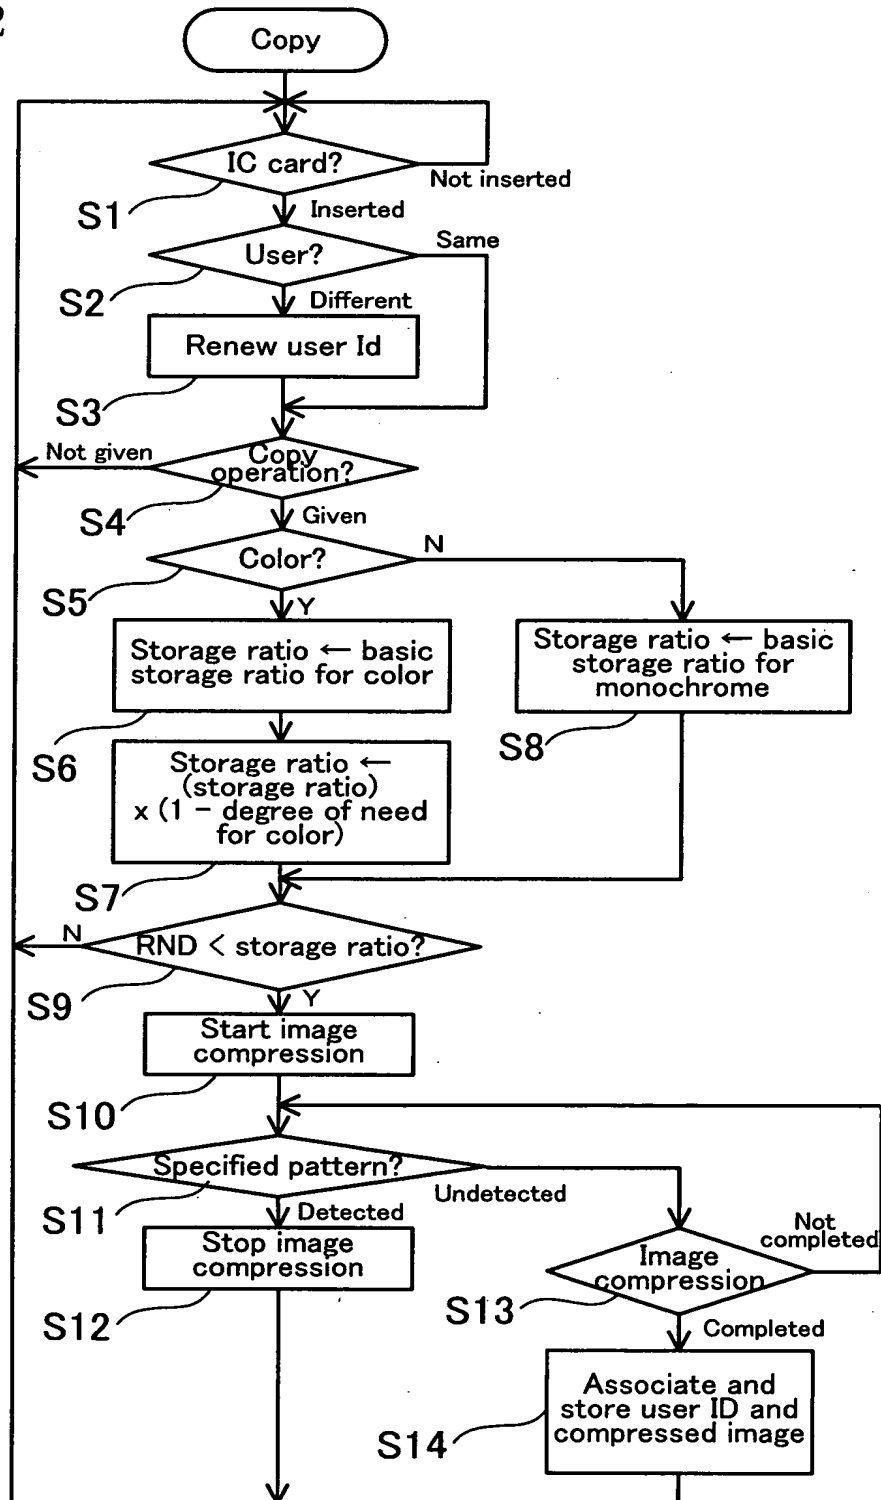 2
Copy
IC card?
Not inserted
S1
Inserted
User?
Same
S2
Different
Renew user Id
S3
Not given
Copy
operation?
S4
Given
Color?
N
S5
Y
Storage ratio ← basic
storage ratio for color
Storage ratio ← basic
storage ratio for
monochrome
S6
S8
Storage ratio ←
(storage ratio)
x (1 - degree of need
for color)
S7
N
RND < storage ratio?
S9
Y
Start image
compression
S10
Specified pattern?
Undetected
S11
Detected
Stop image
compression
S12
Not
completed
Image
compression
S13
Completed
Associate and
store user ID and
compressed image
S14